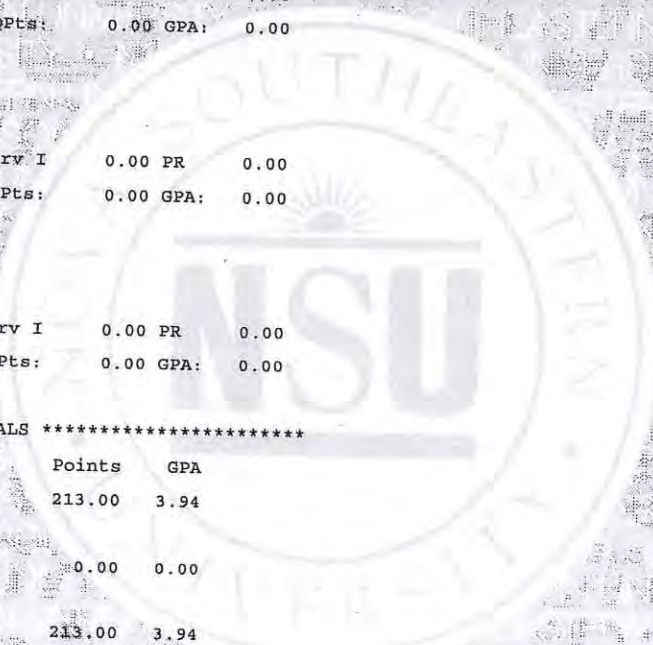 QPts: 0.00 GPA: 0.00
SOUTHEASTERN
rv I 0.00 PR 0.00
Pts: 0.00 GPA: 0.00
NSU
rv I 0.00 PR 0.00
Pts: 0.00 GPA: 0.00
ALS ***********************
Points GPA
213.00 3.94
0.00 0.00
213.00 3.94
UNIVERSITY